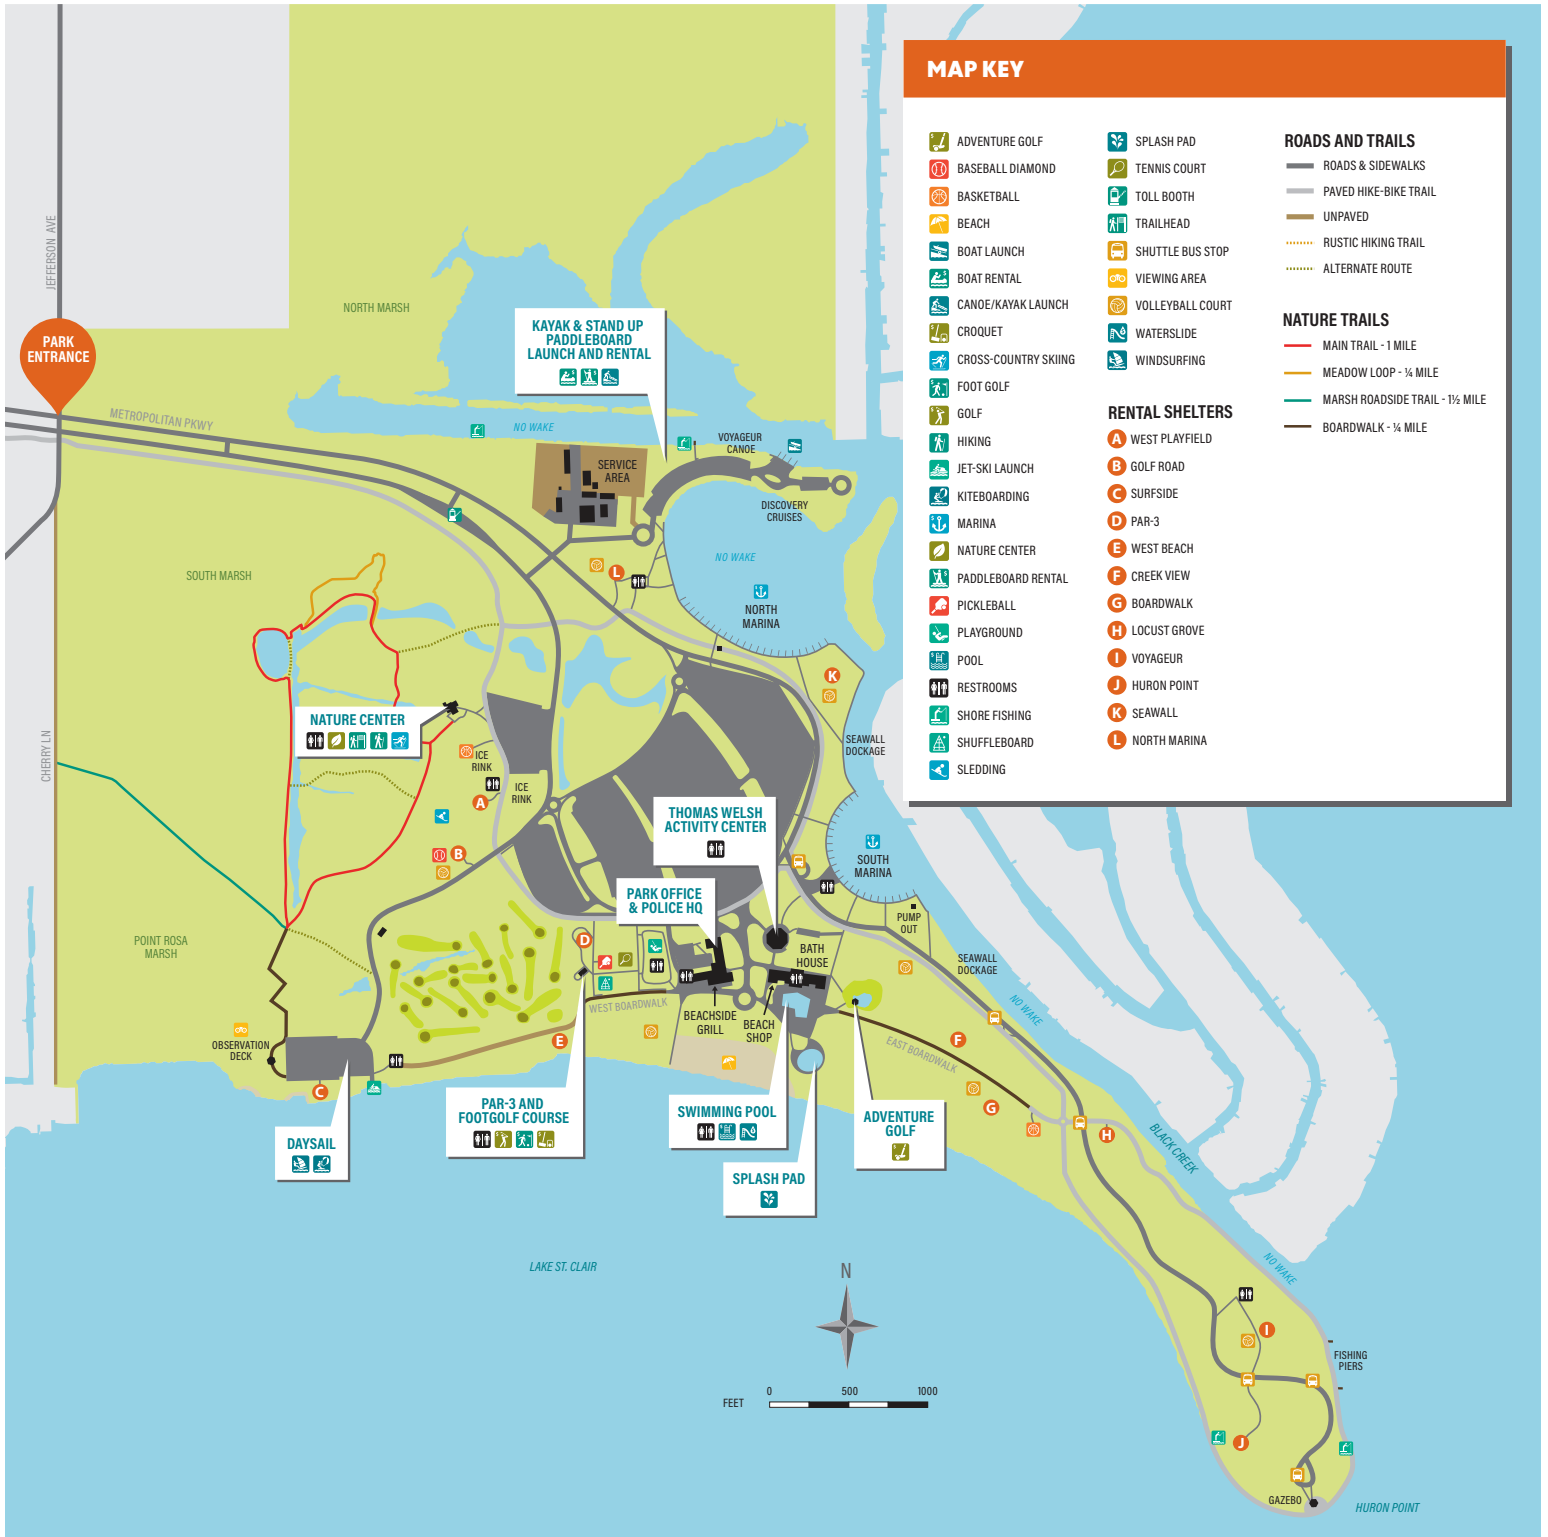 MAP KEY
ADVENTURE GOLF
BASEBALL DIAMOND
BASKETBALL
BEACH
BOAT LAUNCH
BOAT RENTAL
CANOE/KAYAK LAUNCH
CROQUET
CROSS-COUNTRY SKIING
FOOT GOLF
GOLF
HIKING
JET-SKI LAUNCH
KITEBOARDING
MARINA
NATURE CENTER
PADDLEBOARD RENTAL
PICKLEBALL
PLAYGROUND
POOL
RESTROOMS
SHORE FISHING
SHUFFLEBOARD
SLEDDING
SPLASH PAD
TENNIS COURT
TOLL BOOTH
TRAILHEAD
SHUTTLE BUS STOP
VIEWING AREA
VOLLEYBALL COURT
WATERSLIDE
WINDSURFING
RENTAL SHELTERS
A WEST PLAYFIELD
B GOLF ROAD
C SURFSIDE
D PAR-3
E WEST BEACH
F CREEK VIEW
G BOARDWALK
H LOCUST GROVE
I VOYAGEUR
J HURON POINT
K SEAWALL
L NORTH MARINA
ROADS AND TRAILS
ROADS & SIDEWALKS
PAVED HIKE-BIKE TRAIL
UNPAVED
RUSTIC HIKING TRAIL
ALTERNATE ROUTE
NATURE TRAILS
MAIN TRAIL - 1 MILE
MEADOW LOOP - ¼ MILE
MARSH ROADSIDE TRAIL - 1½ MILE
BOARDWALK - ¼ MILE
JEFFERSON AVE
PARK
ENTRANCE
METROPOLITAN PKWY
NORTH MARSH
KAYAK & STAND UP
PADDLEBOARD
LAUNCH AND RENTAL
NO WAKE
VOYAGEUR
CANOE
SERVICE
AREA
DISCOVERY
CRUISES
NO WAKE
L
NORTH
MARINA
SOUTH MARSH
K
NATURE CENTER
SEAWALL
DOCKAGE
CHERRY LN
ICE
RINK
ICE
RINK
A
THOMAS WELSH
ACTIVITY CENTER
B
SOUTH
MARINA
PARK OFFICE
& POLICE HQ
PUMP
OUT
POINT ROSA
MARSH
D
BATH
HOUSE
SEAWALL
DOCKAGE
WEST BOARDWALK
BEACHSIDE
GRILL
BEACH
SHOP
NO WAKE
OBSERVATION
DECK
E
F
EAST BOARDWALK
C
G
PAR-3 AND
FOOTGOLF COURSE
SWIMMING POOL
ADVENTURE
GOLF
DAYSAIL
H
BLACK CREEK
SPLASH PAD
LAKE ST. CLAIR
NO WAKE
N
I
FISHING
PIERS
0 500 1000
FEET
J
GAZEBO
HURON POINT